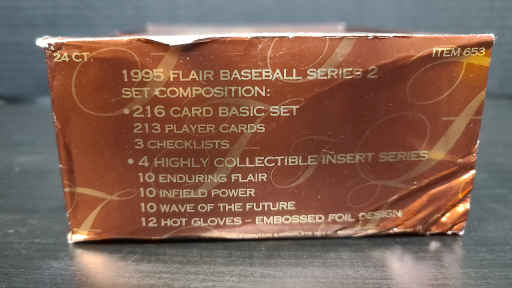 24 CT.
ITEM 653
1995 FLAIR BASEBALL SERIES 2
SET COMPOSITION:
• 216 CARD BASIC SET
213 PLAYER CARDS
3 CHECKLISTS
• 4 HIGHLY COLLECTIBLE INSERT SERIES
10 ENDURING FLAIR
10 INFIELD POWER
10 WAVE OF THE FUTURE
12 HOT GLOVES – EMBOSSED FOIL DESIGN